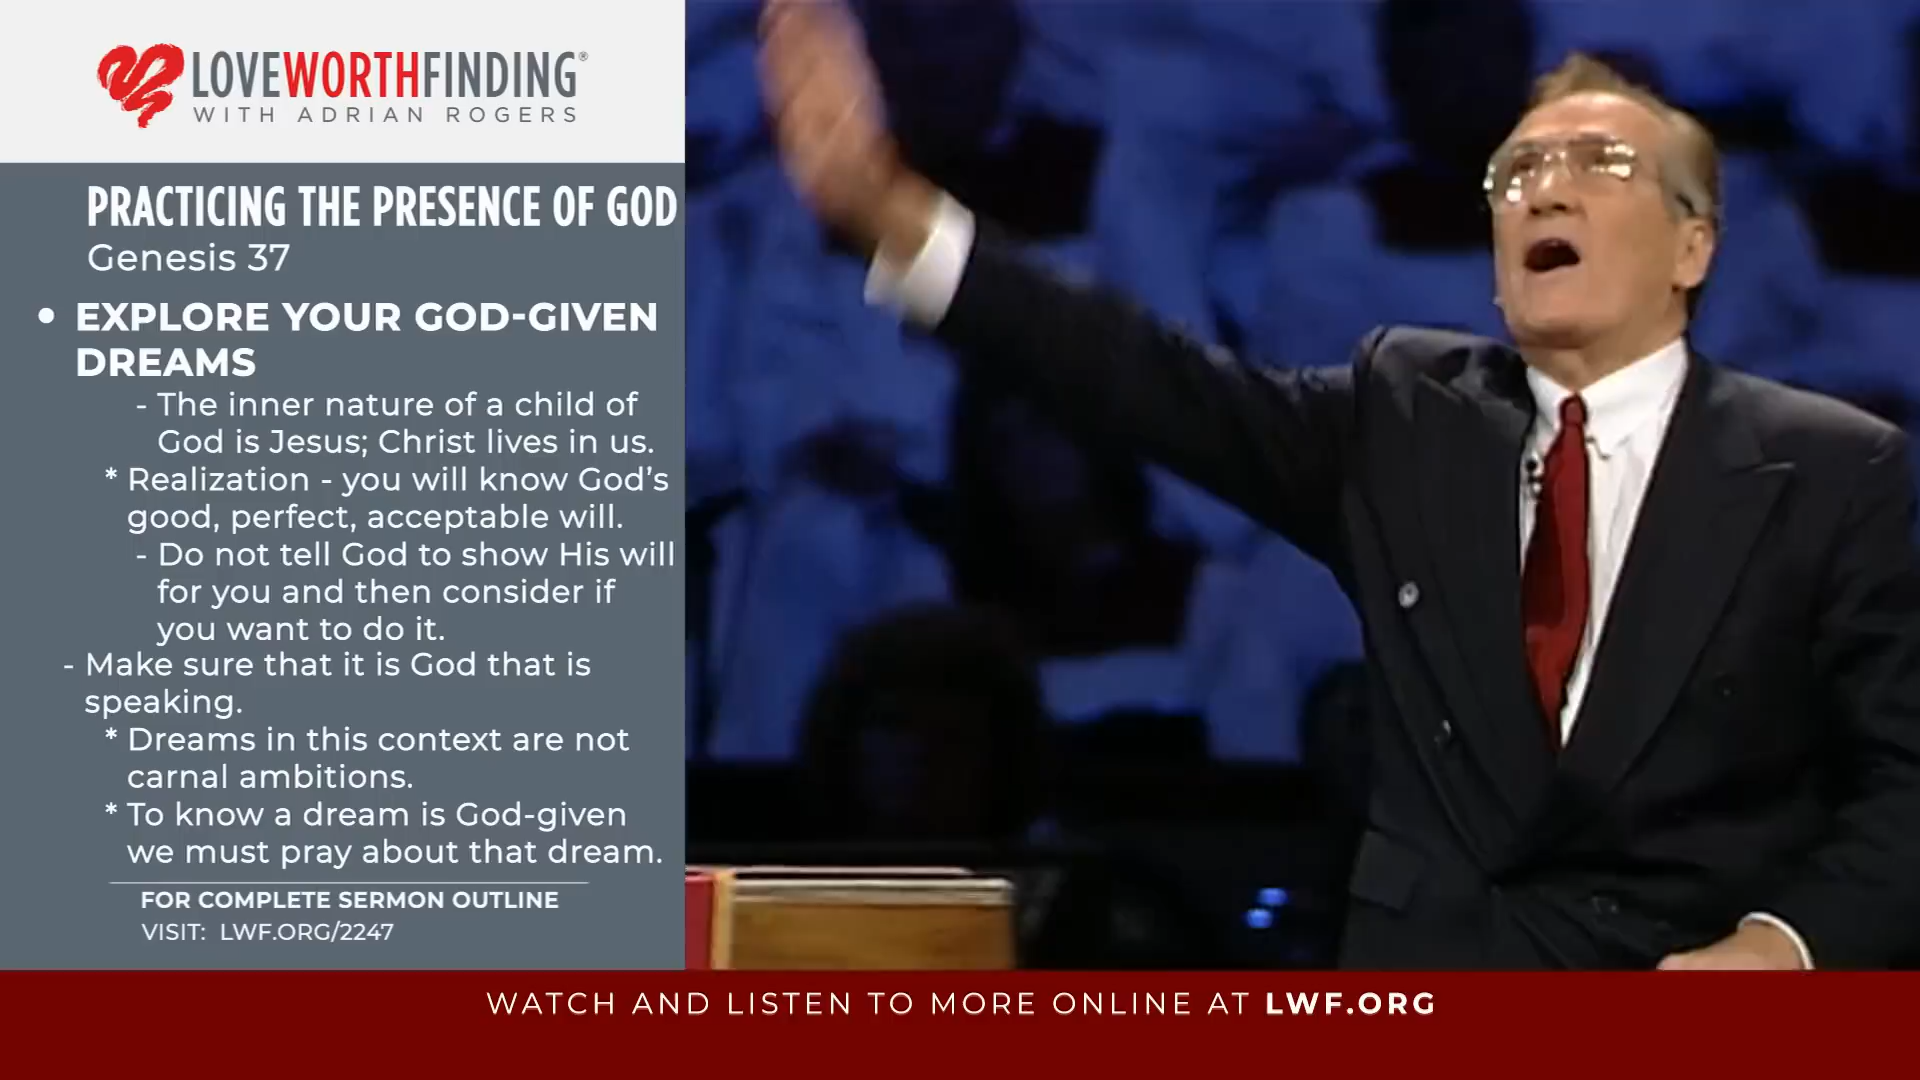 LOVEWORTHFINDING®
WITH ADRIAN ROGERS
PRACTICING THE PRESENCE OF GOD
Genesis 37
• EXPLORE YOUR GOD-GIVEN
DREAMS
- The inner nature of a child of
God is Jesus; Christ lives in us.
* Realization - you will know God’s
good, perfect, acceptable will.
- Do not tell God to show His will
for you and then consider if
you want to do it.
- Make sure that it is God that is
speaking.
* Dreams in this context are not
carnal ambitions.
* To know a dream is God-given
we must pray about that dream.
FOR COMPLETE SERMON OUTLINE
VISIT: LWF.ORG/2247
WATCH AND LISTEN TO MORE ONLINE AT LWF.ORG